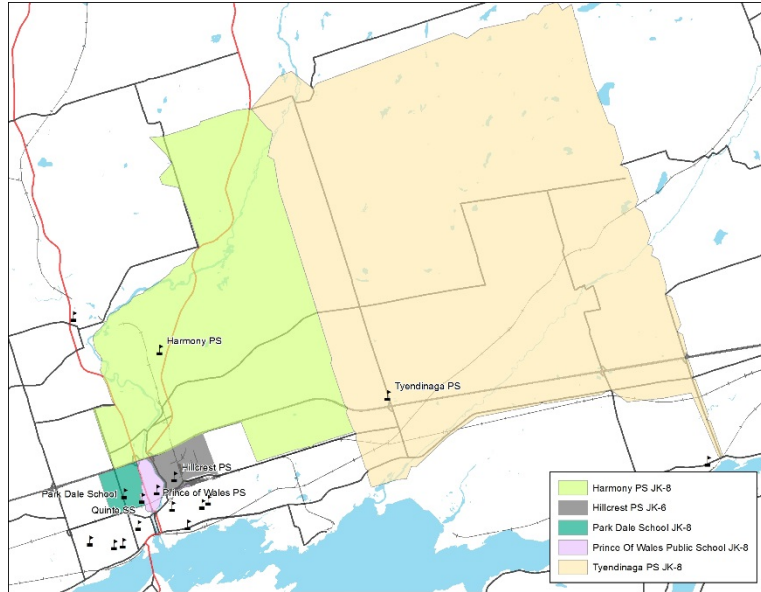 Harmony PS
Tyendinaga PS
Hillcrest PS
Park Dale School
Prince of Wales PS
Quinte SS
Harmony PS JK-8
Hillcrest PS JK-6
Park Dale School JK-8
Prince Of Wales Public School JK-8
Tyendinaga PS JK-8